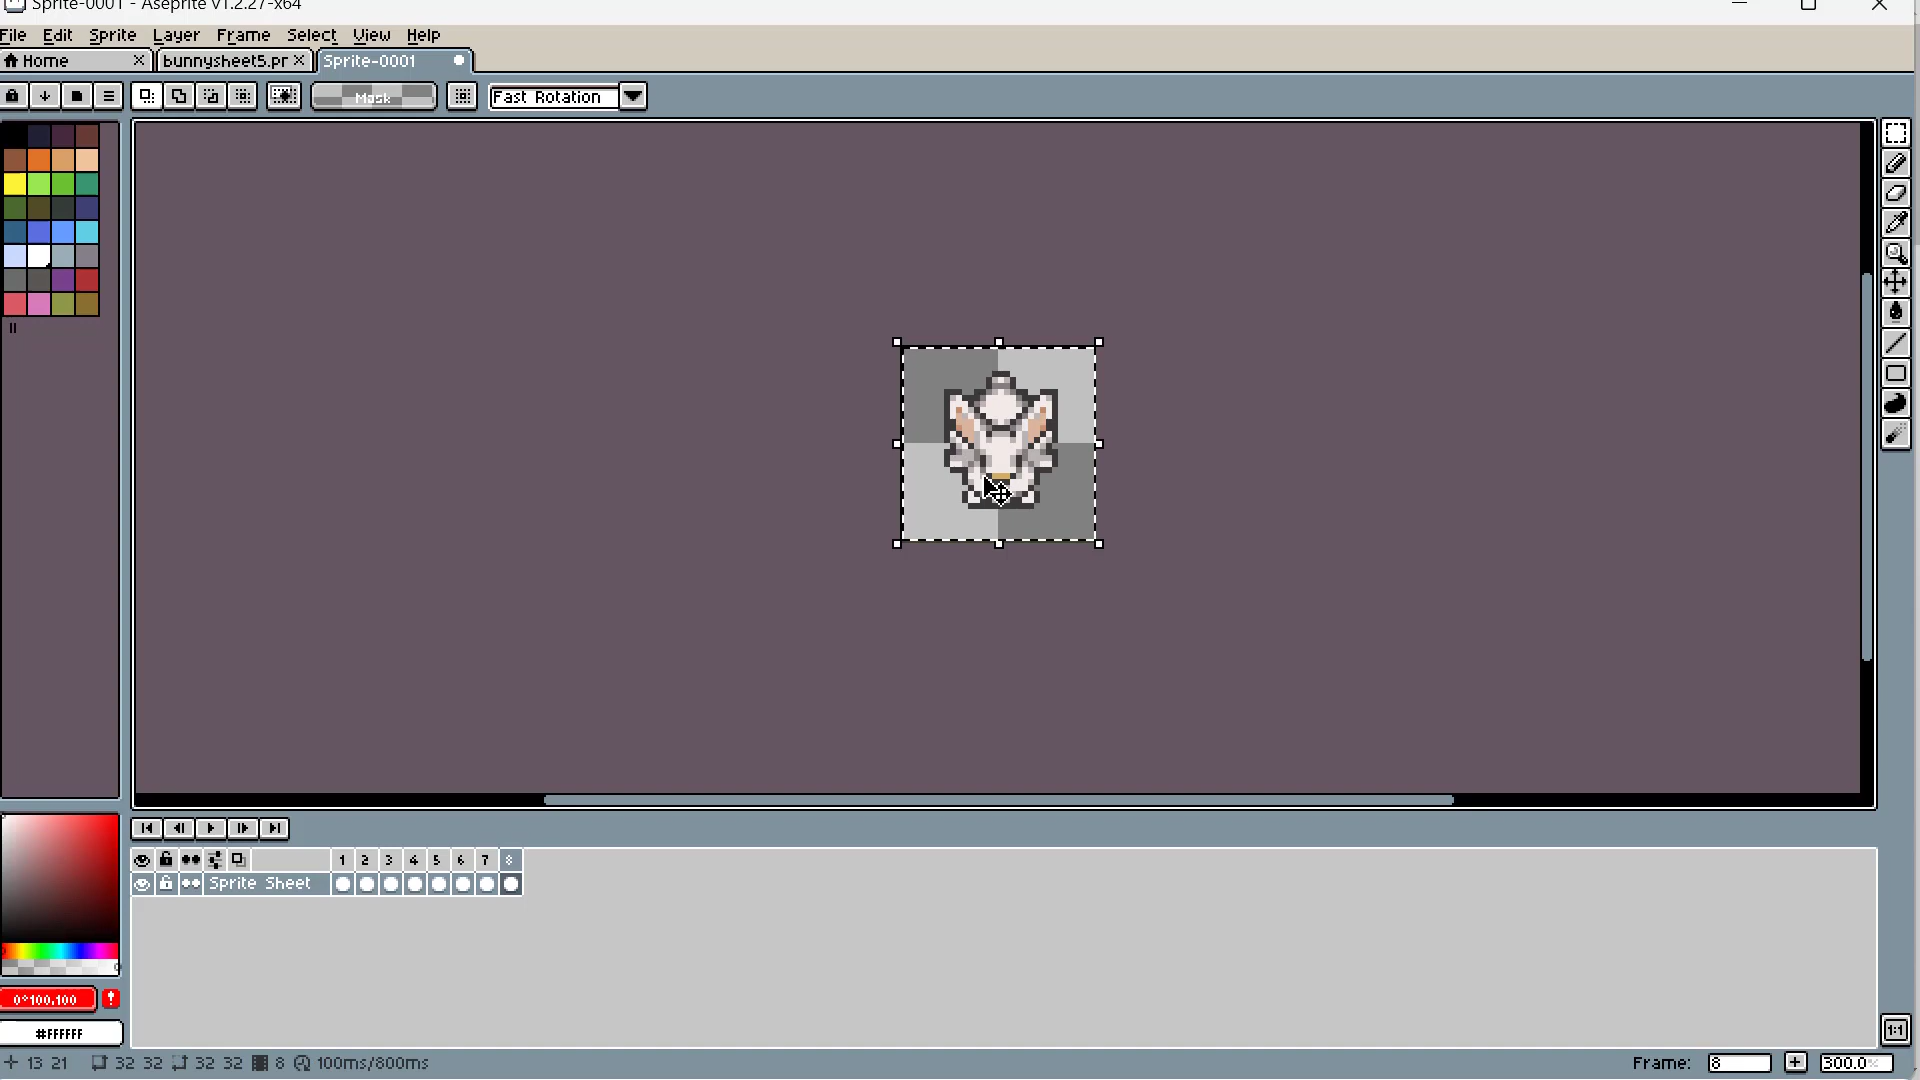 Sprite-0001 - Aseprite v1.2.27-x64
File Edit Sprite Layer Frame Select View Help
Home bunnysheet5.pr Sprite-0001
Mask Fast Rotation
1 2 3 4 5 6 7 8
Sprite Sheet
0°100,100 !
#FFFFFF
1:1
13 21 32 32 32 32 8 100ms/800ms Frame: 8 + 300.0%